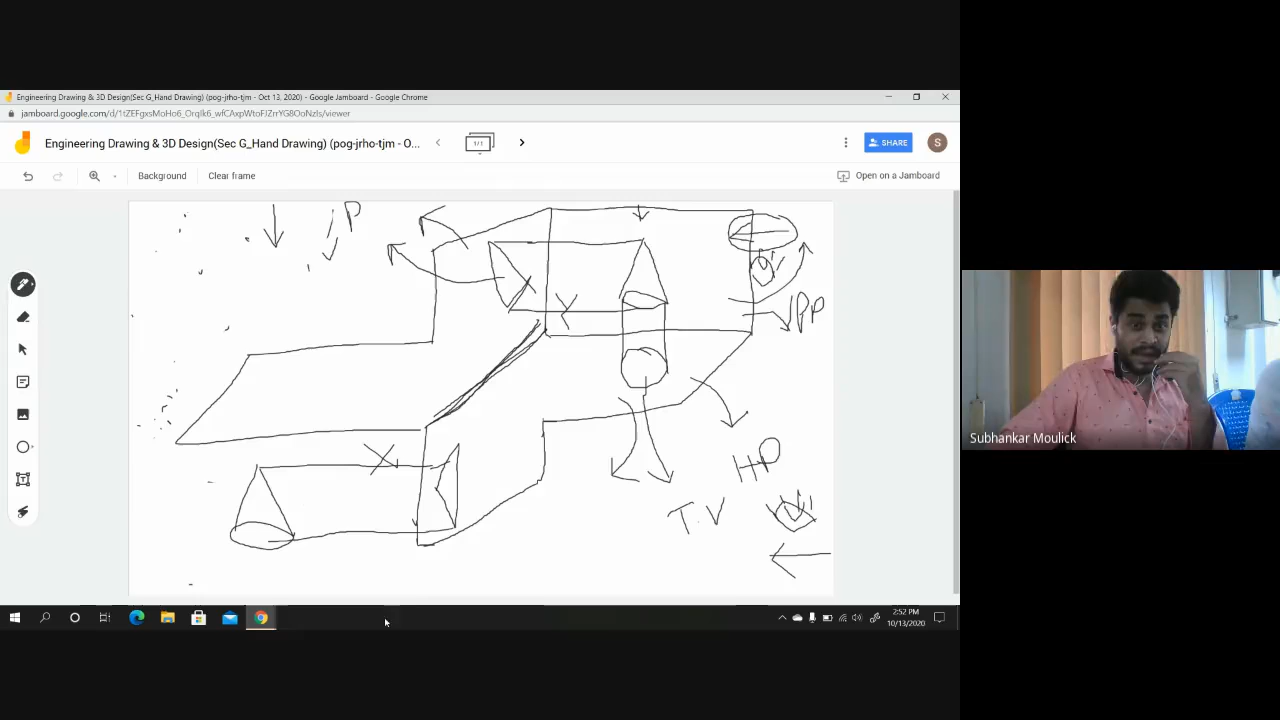 Engineering Drawing & 3D Design(Sec G_Hand Drawing) (pog-jrho-tjm - Oct 13, 2020) - Google Jamboard - Google Chrome
jamboard.google.com/d/1tZEFgxsMoHo6_OrqIk6_wfCAxpWtoFJZrrYG8OoNzls/viewer
Engineering Drawing & 3D Design(Sec G_Hand Drawing) (pog-jrho-tjm - O...
1/1
SHARE
S
Background
Clear frame
Open on a Jamboard
P
X
Y
VPP
HP
T.V
Subhankar Moulick
2:52 PM
10/13/2020